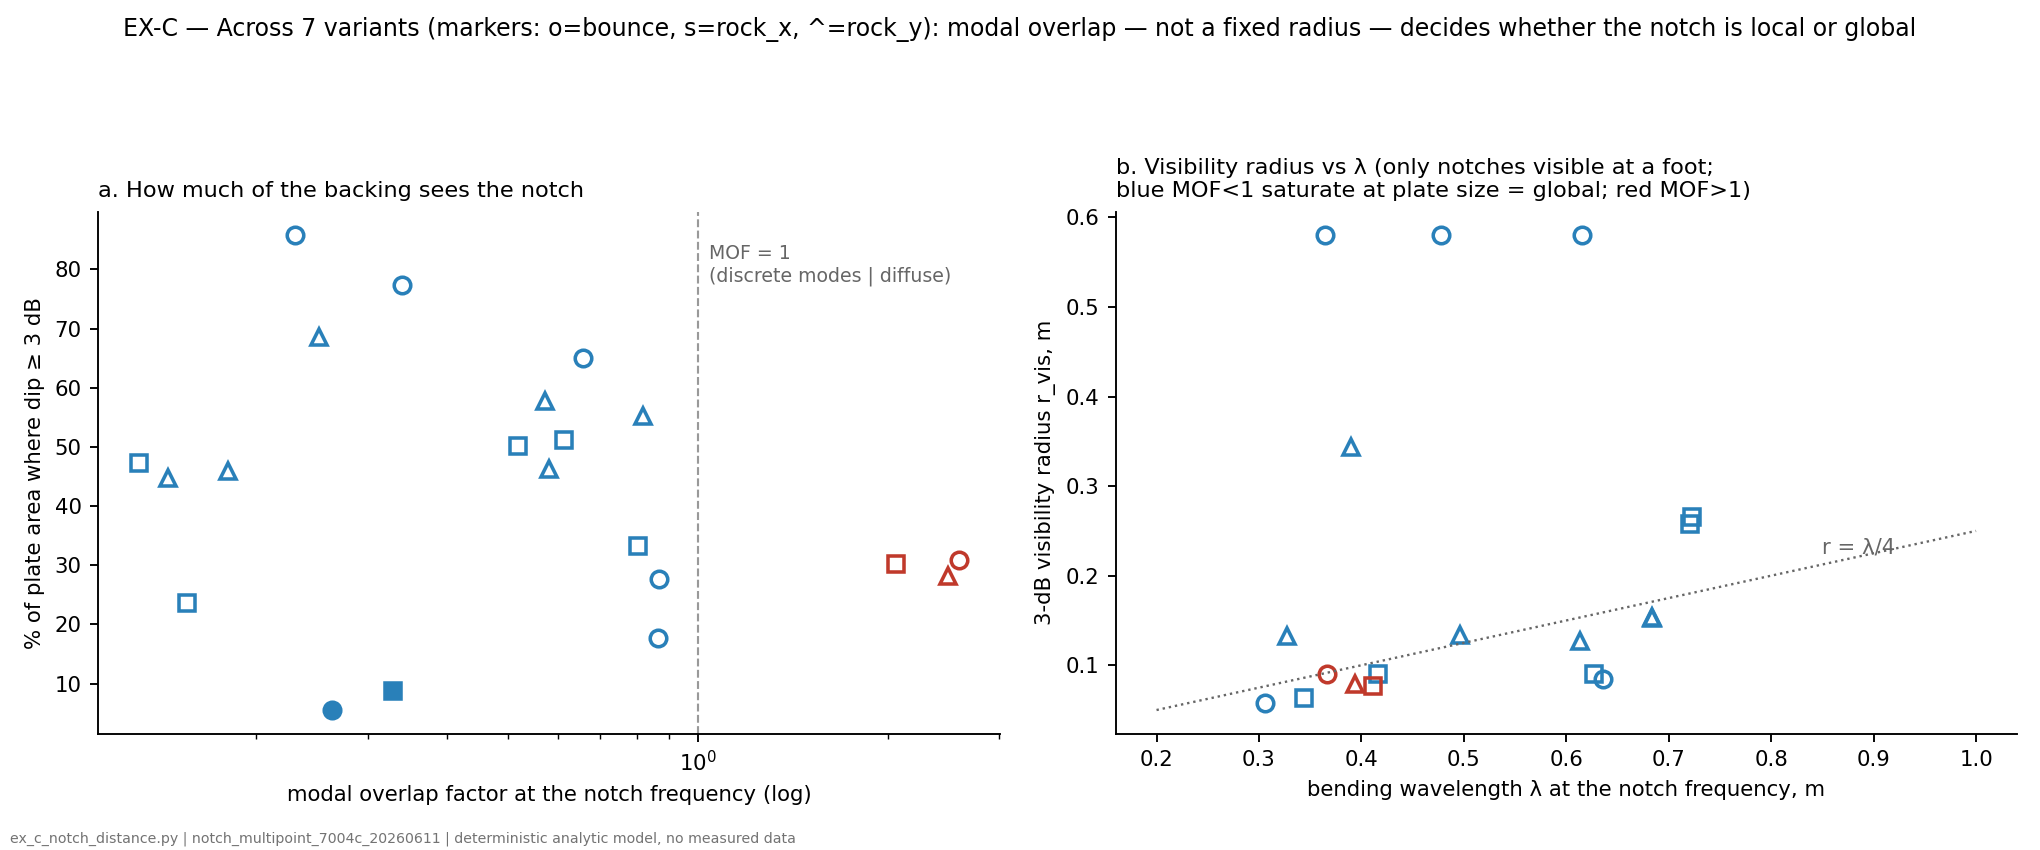 EX-C — Across 7 variants (markers: o=bounce, s=rock_x, ^=rock_y): modal overlap — not a fixed radius — decides whether the notch is local or global
a. How much of the backing sees the notch
% of plate area where dip ≥ 3 dB
80
70
60
50
40
30
20
10
MOF = 1
(discrete modes | diffuse)
10⁰
modal overlap factor at the notch frequency (log)
b. Visibility radius vs λ (only notches visible at a foot;
blue MOF<1 saturate at plate size = global; red MOF>1)
3-dB visibility radius r_vis, m
0.6
0.5
0.4
0.3
0.2
0.1
r = λ/4
0.2 0.3 0.4 0.5 0.6 0.7 0.8 0.9 1.0
bending wavelength λ at the notch frequency, m
ex_c_notch_distance.py | notch_multipoint_7004c_20260611 | deterministic analytic model, no measured data